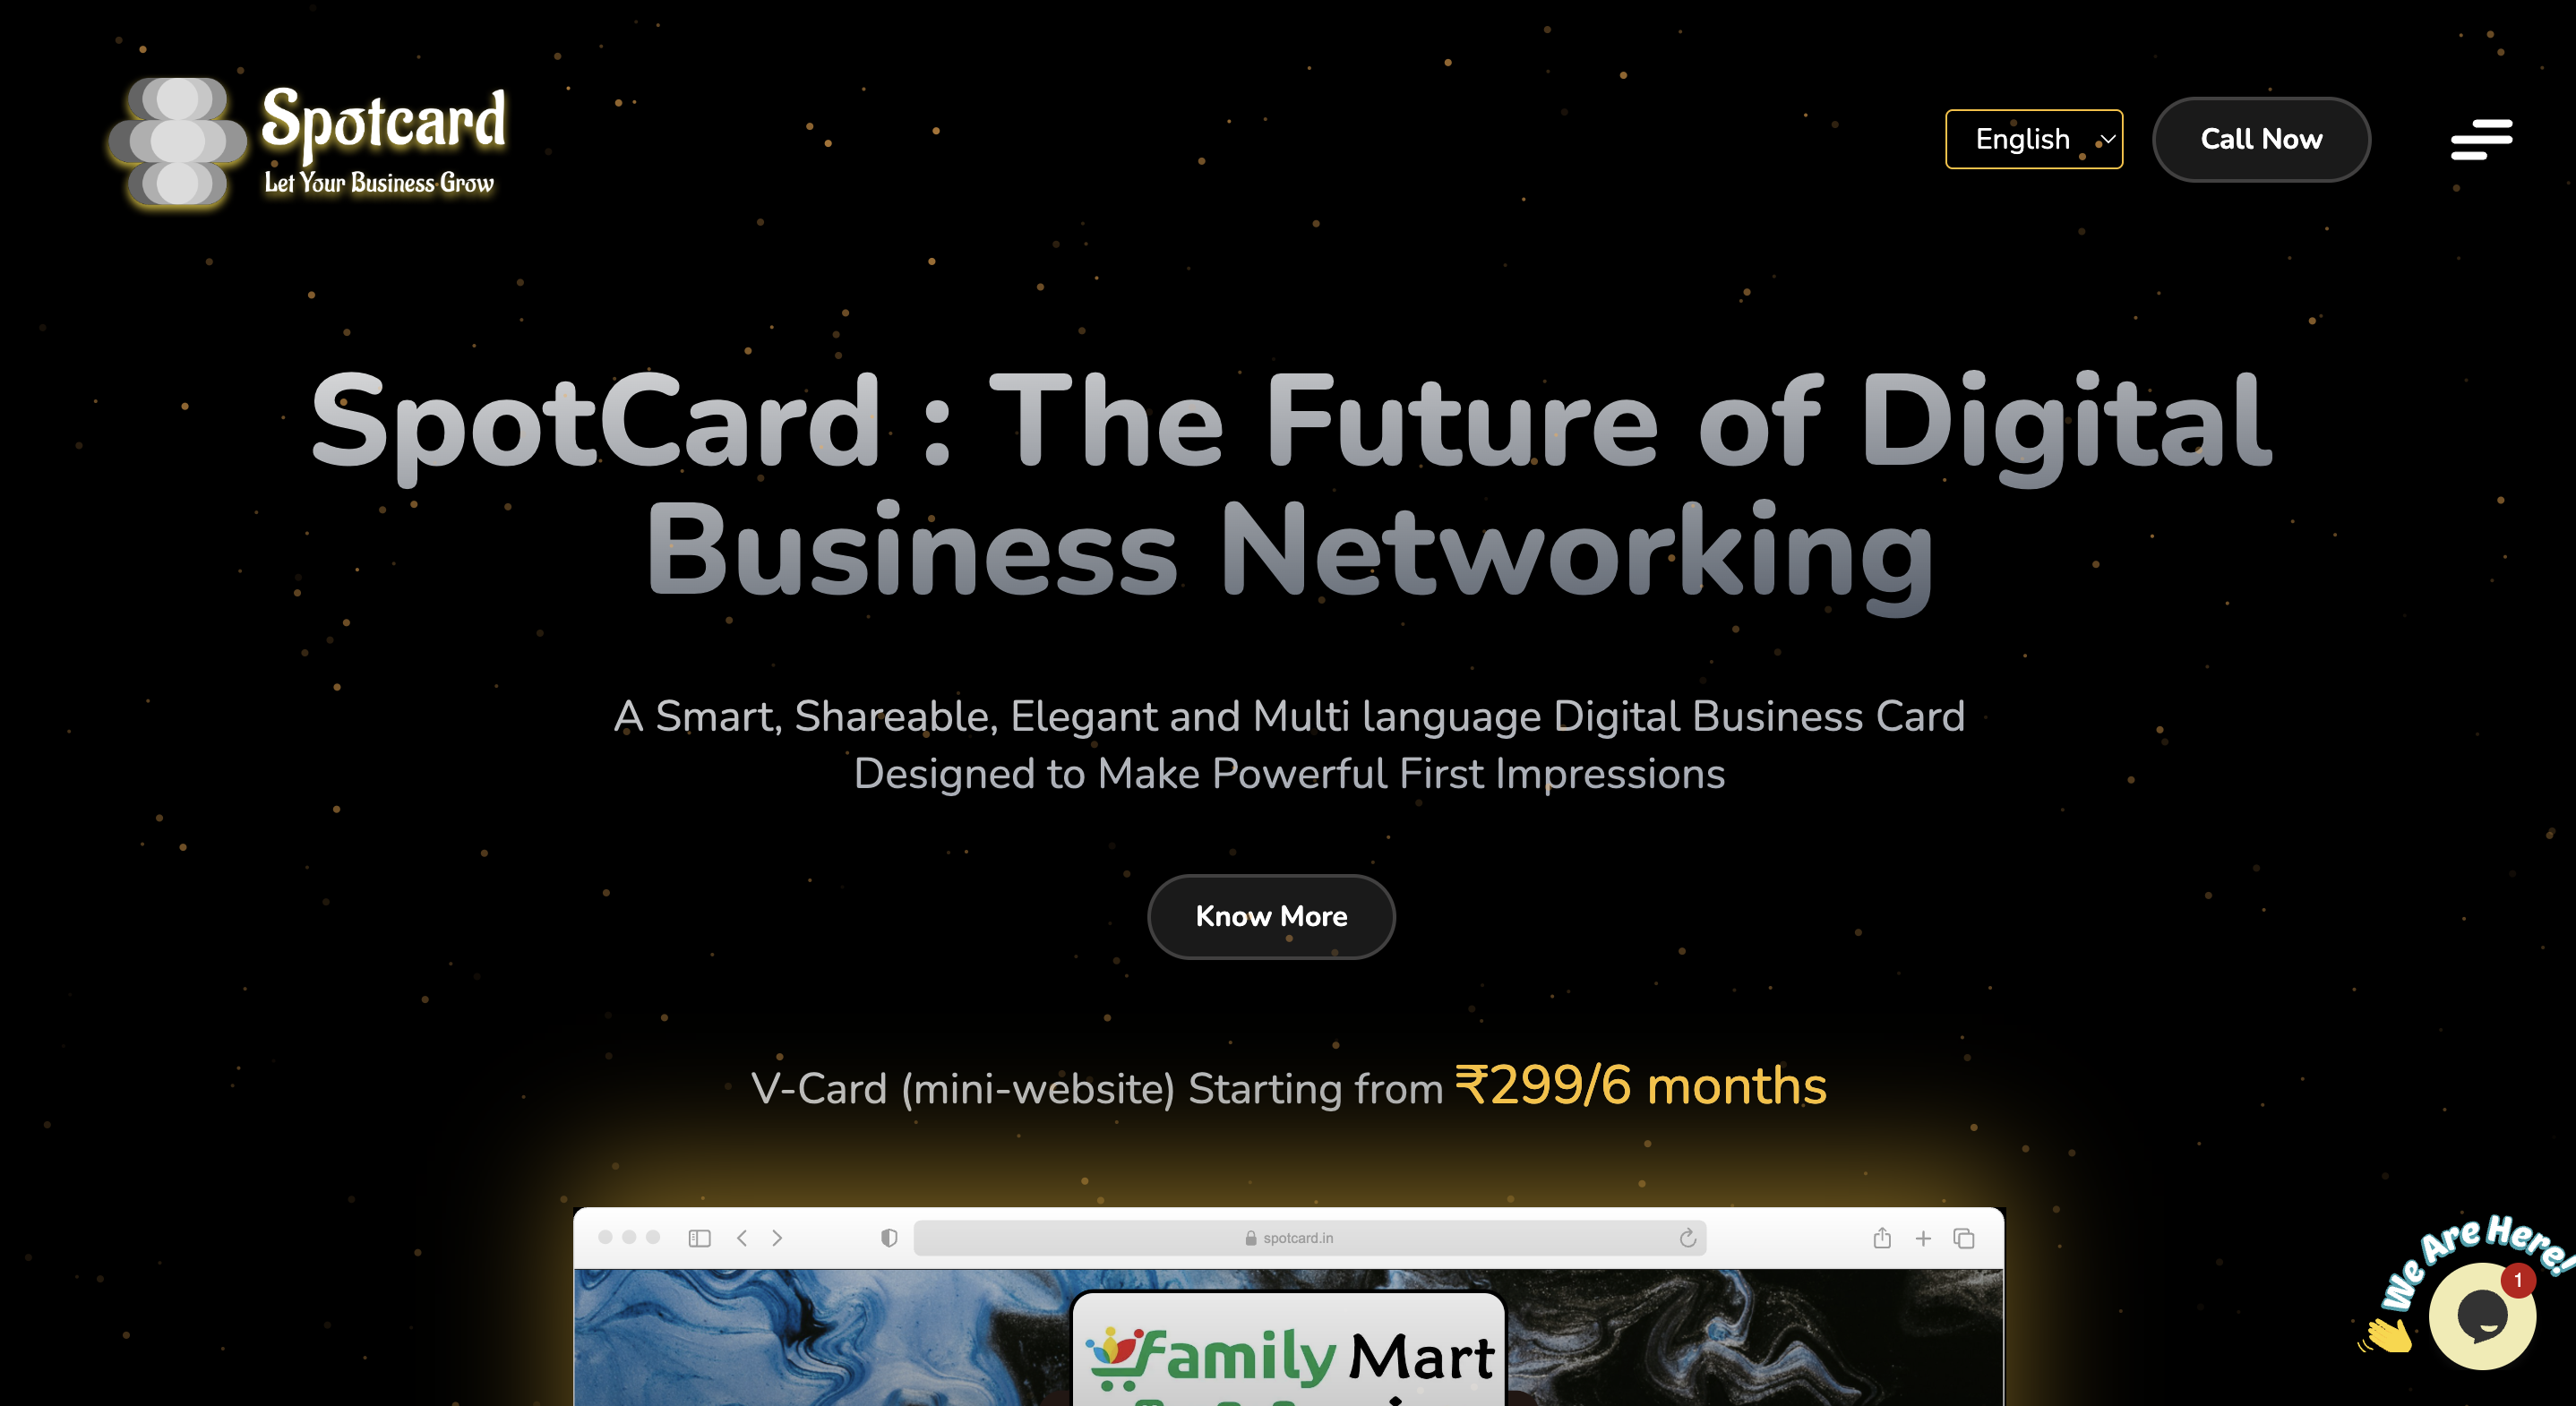 Spotcard
Let Your Business Grow
English
Call Now
SpotCard : The Future of Digital
Business Networking
A Smart, Shareable, Elegant and Multi language Digital Business Card
Designed to Make Powerful First Impressions
Know More
V-Card (mini-website) Starting from ₹299/6 months
spotcard.in
family Mart
We Are Here!
1